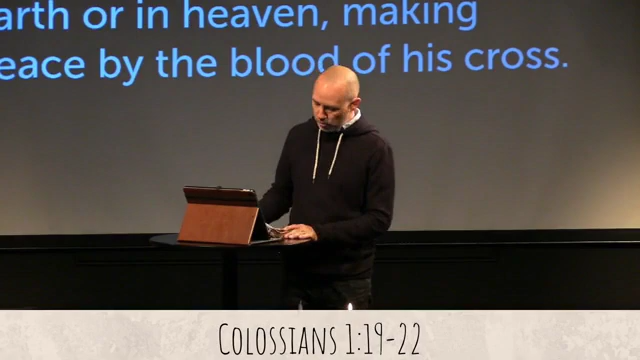 arth or in heaven, making
eace by the blood of his cross.
Colossians 1:19-22